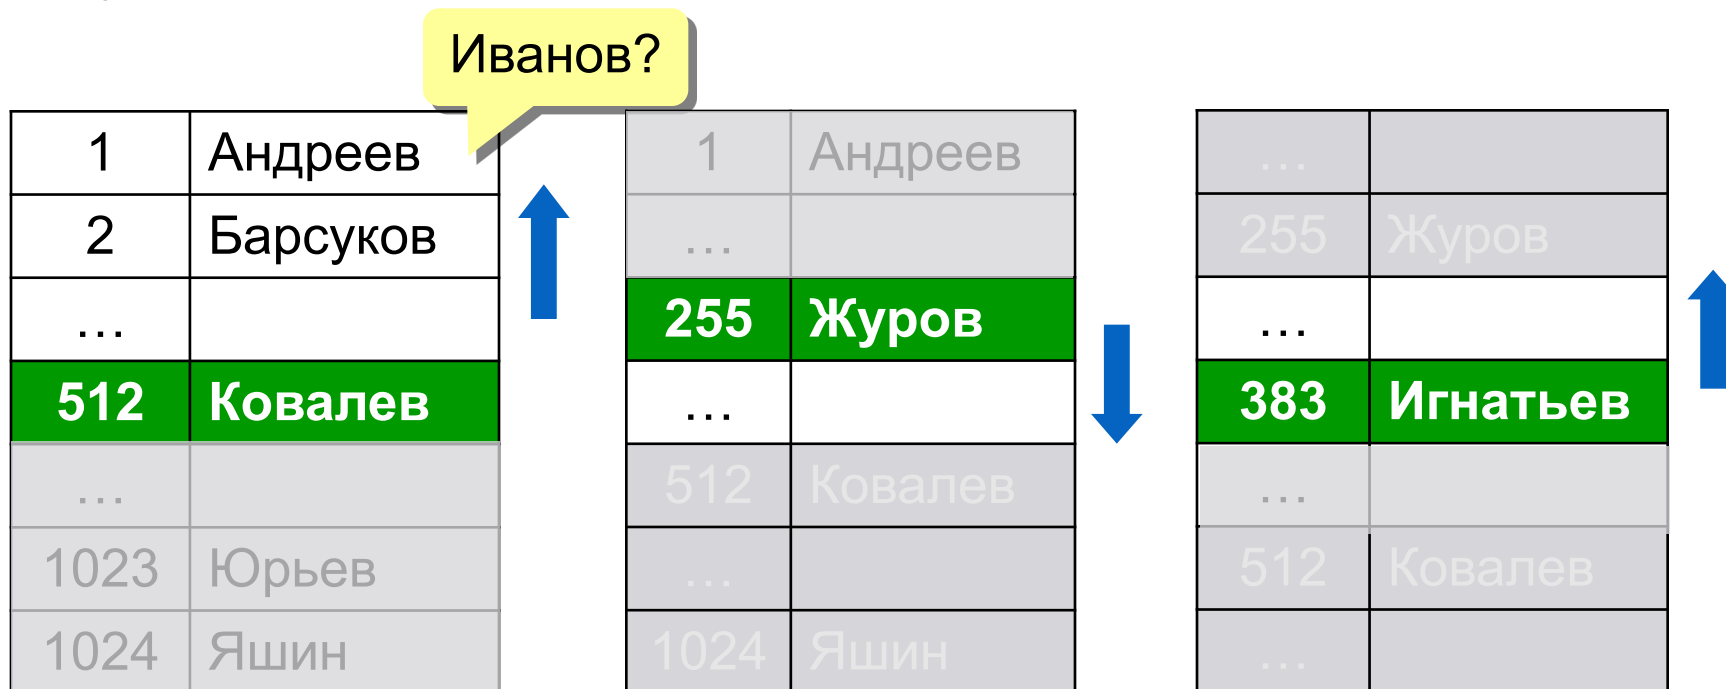 Иванов?
1 Андреев
2 Барсуков
…
512 Ковалев
…
1023 Юрьев
1024 Яшин
1 Андреев
…
255 Журов
…
512 Ковалев
…
1024 Яшин
…
255 Журов
…
383 Игнатьев
…
512 Ковалев
…